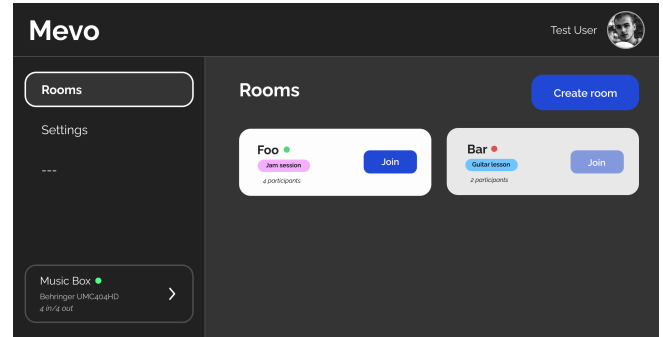 Mevo
Test User
Rooms
Settings
---
Music Box
Behringer UMC404HD
4 in/4 out
Rooms
Create room
Foo
Jam session
4 participants
Join
Bar
Guitar lesson
2 participants
Join